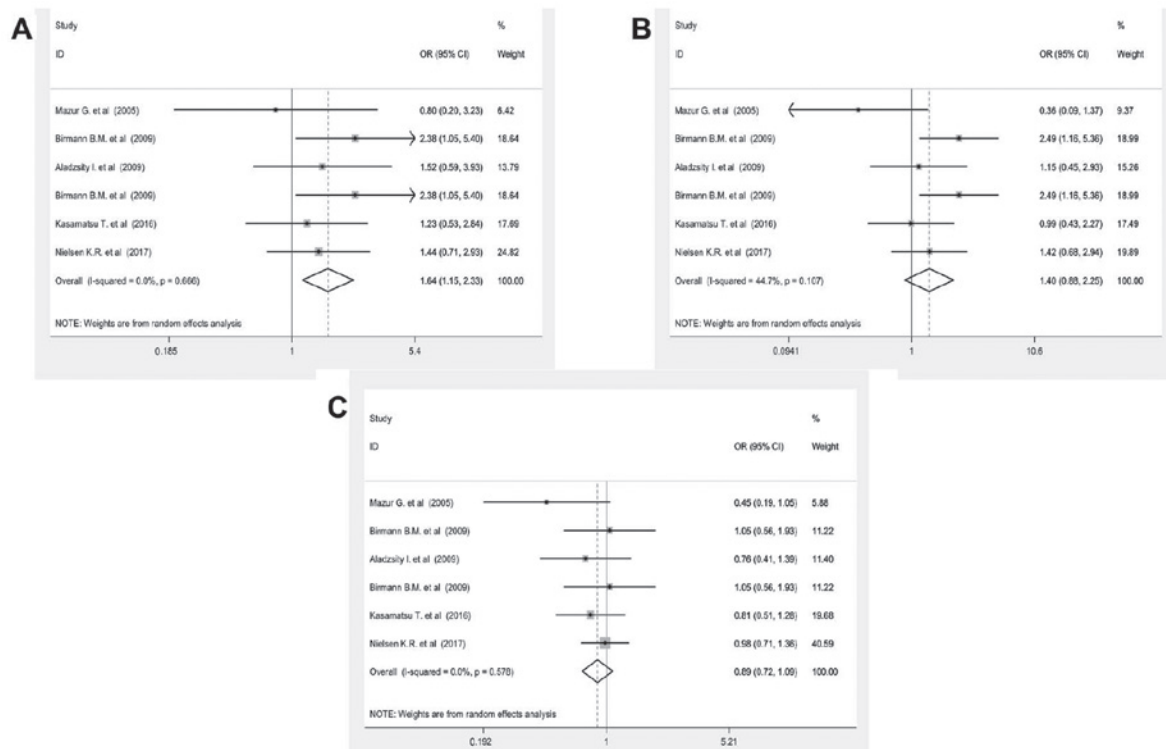 A
Study %
ID OR (95% CI) Weight
Mazur G. et al (2005) 0.80 (0.20, 3.23) 6.42
Birmann B.M. et al (2009) 2.38 (1.05, 5.40) 18.64
Aladzsity I. et al (2009) 1.52 (0.59, 3.93) 13.79
Birmann B.M. et al (2009) 2.38 (1.05, 5.40) 18.64
Kasamatsu T. et al (2016) 1.23 (0.53, 2.84) 17.69
Nielsen K.R. et al (2017) 1.44 (0.71, 2.93) 24.82
Overall (I-squared = 0.0%, p = 0.666) 1.64 (1.15, 2.33) 100.00
NOTE: Weights are from random effects analysis
0.185 1 5.4
B
Study %
ID OR (95% CI) Weight
Mazur G. et al (2005) 0.36 (0.09, 1.37) 9.37
Birmann B.M. et al (2009) 2.49 (1.16, 5.36) 18.99
Aladzsity I. et al (2009) 1.15 (0.45, 2.93) 15.26
Birmann B.M. et al (2009) 2.49 (1.16, 5.36) 18.99
Kasamatsu T. et al (2016) 0.99 (0.43, 2.27) 17.49
Nielsen K.R. et al (2017) 1.42 (0.68, 2.94) 19.89
Overall (I-squared = 44.7%, p = 0.107) 1.40 (0.88, 2.25) 100.00
NOTE: Weights are from random effects analysis
0.0941 1 10.6
C
Study %
ID OR (95% CI) Weight
Mazur G. et al (2005) 0.45 (0.19, 1.05) 5.88
Birmann B.M. et al (2009) 1.05 (0.56, 1.93) 11.22
Aladzsity I. et al (2009) 0.76 (0.41, 1.39) 11.40
Birmann B.M. et al (2009) 1.05 (0.56, 1.93) 11.22
Kasamatsu T. et al (2016) 0.81 (0.51, 1.28) 19.68
Nielsen K.R. et al (2017) 0.98 (0.71, 1.36) 40.59
Overall (I-squared = 0.0%, p = 0.578) 0.89 (0.72, 1.09) 100.00
NOTE: Weights are from random effects analysis
0.192 1 5.21